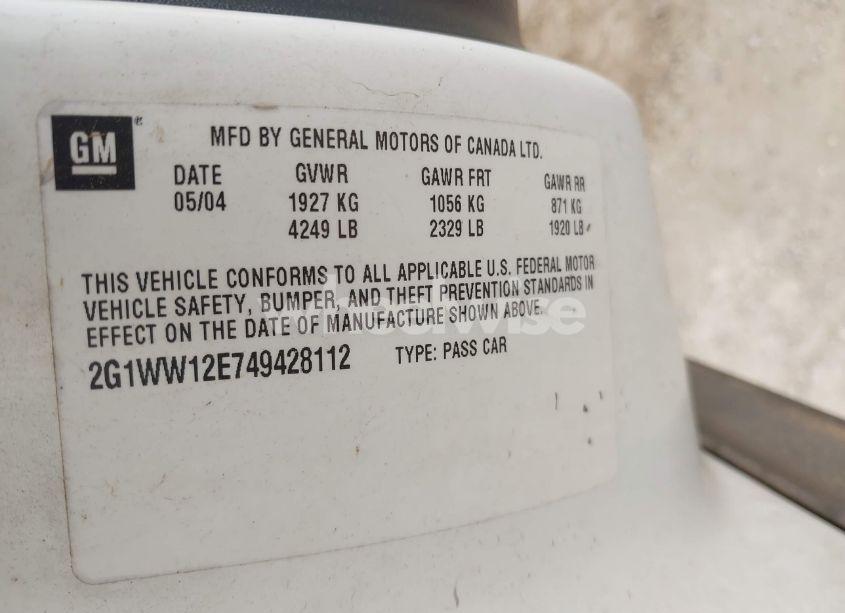 GM
MFD BY GENERAL MOTORS OF CANADA LTD.
DATE GVWR GAWR FRT GAWR RR
05/04 1927 KG 1056 KG 871 KG
4249 LB 2329 LB 1920 LB
THIS VEHICLE CONFORMS TO ALL APPLICABLE U.S. FEDERAL MOTOR
VEHICLE SAFETY, BUMPER, AND THEFT PREVENTION STANDARDS IN
EFFECT ON THE DATE OF MANUFACTURE SHOWN ABOVE.
2G1WW12E749428112 TYPE: PASS CAR
wheelwise